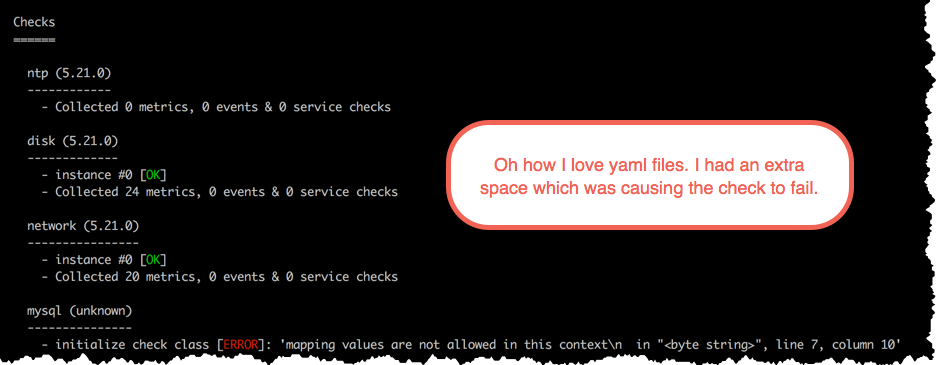 Checks
======
ntp (5.21.0)
------------
- Collected 0 metrics, 0 events & 0 service checks
disk (5.21.0)
-------------
- instance #0 [OK]
- Collected 24 metrics, 0 events & 0 service checks
Oh how I love yaml files. I had an extra
space which was causing the check to fail.
network (5.21.0)
----------------
- instance #0 [OK]
- Collected 20 metrics, 0 events & 0 service checks
mysql (unknown)
---------------
- initialize check class [ERROR]: 'mapping values are not allowed in this context\n  in "<byte string>", line 7, column 10'